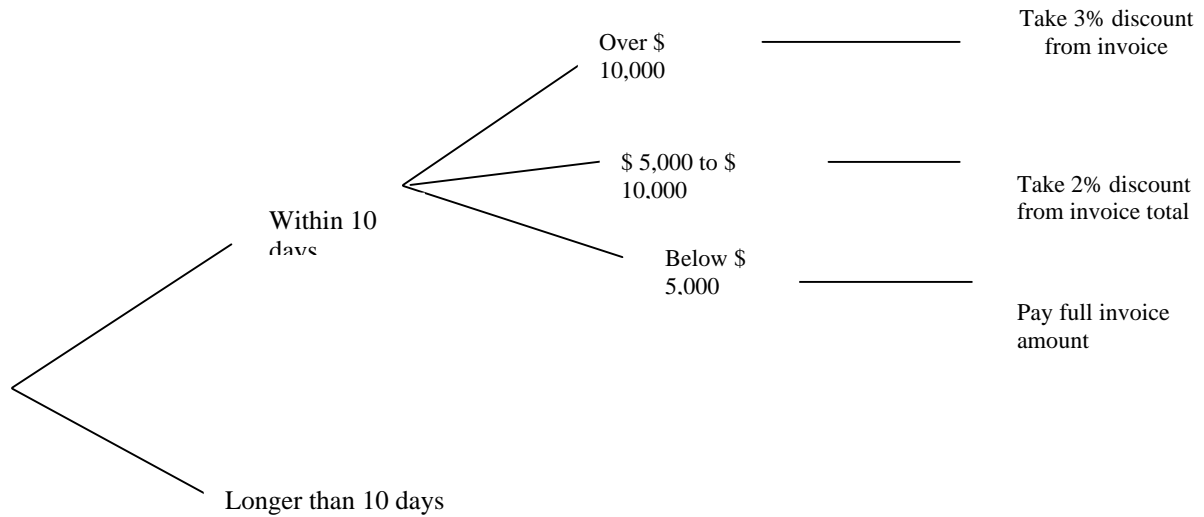 Take 3% discount
from invoice
Over $
10,000
$ 5,000 to $
10,000
Take 2% discount
from invoice total
Within 10
days
Below $
5,000
Pay full invoice
amount
Longer than 10 days